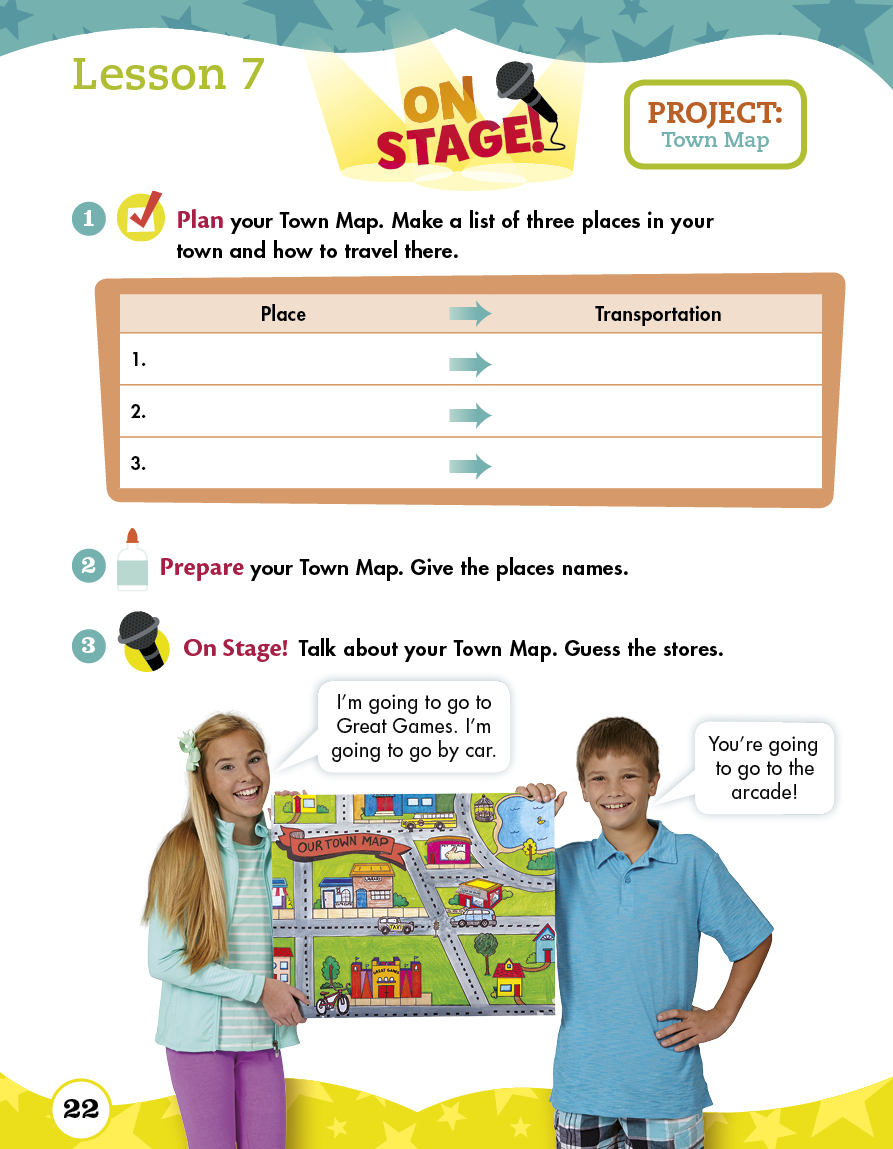 Lesson 7
ON
STAGE!
PROJECT:
Town Map
1 Plan your Town Map. Make a list of three places in your
town and how to travel there.
Place Transportation
1.
2.
3.
2 Prepare your Town Map. Give the places names.
3 On Stage! Talk about your Town Map. Guess the stores.
I'm going to go to
Great Games. I'm
going to go by car.
You're going
to go to the
arcade!
OUR TOWN MAP
TAXI
GREAT GAMES
22